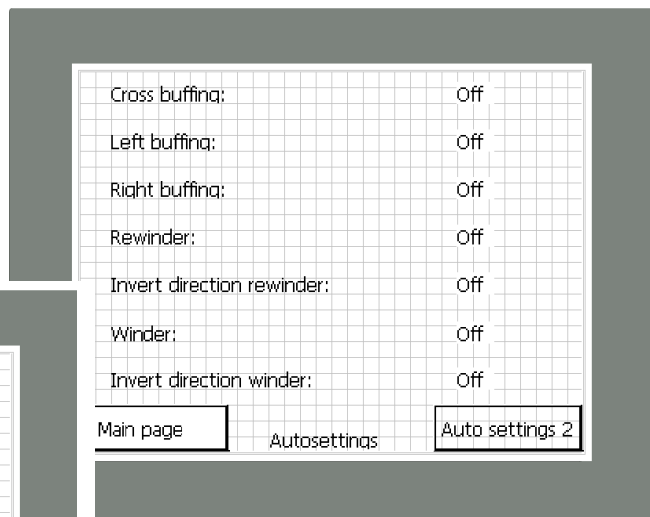 Cross buffing: Off
Left buffing: Off
Right buffing: Off
Rewinder: Off
Invert direction rewinder: Off
Winder: Off
Invert direction winder: Off
Main page Autosettings Auto settings 2